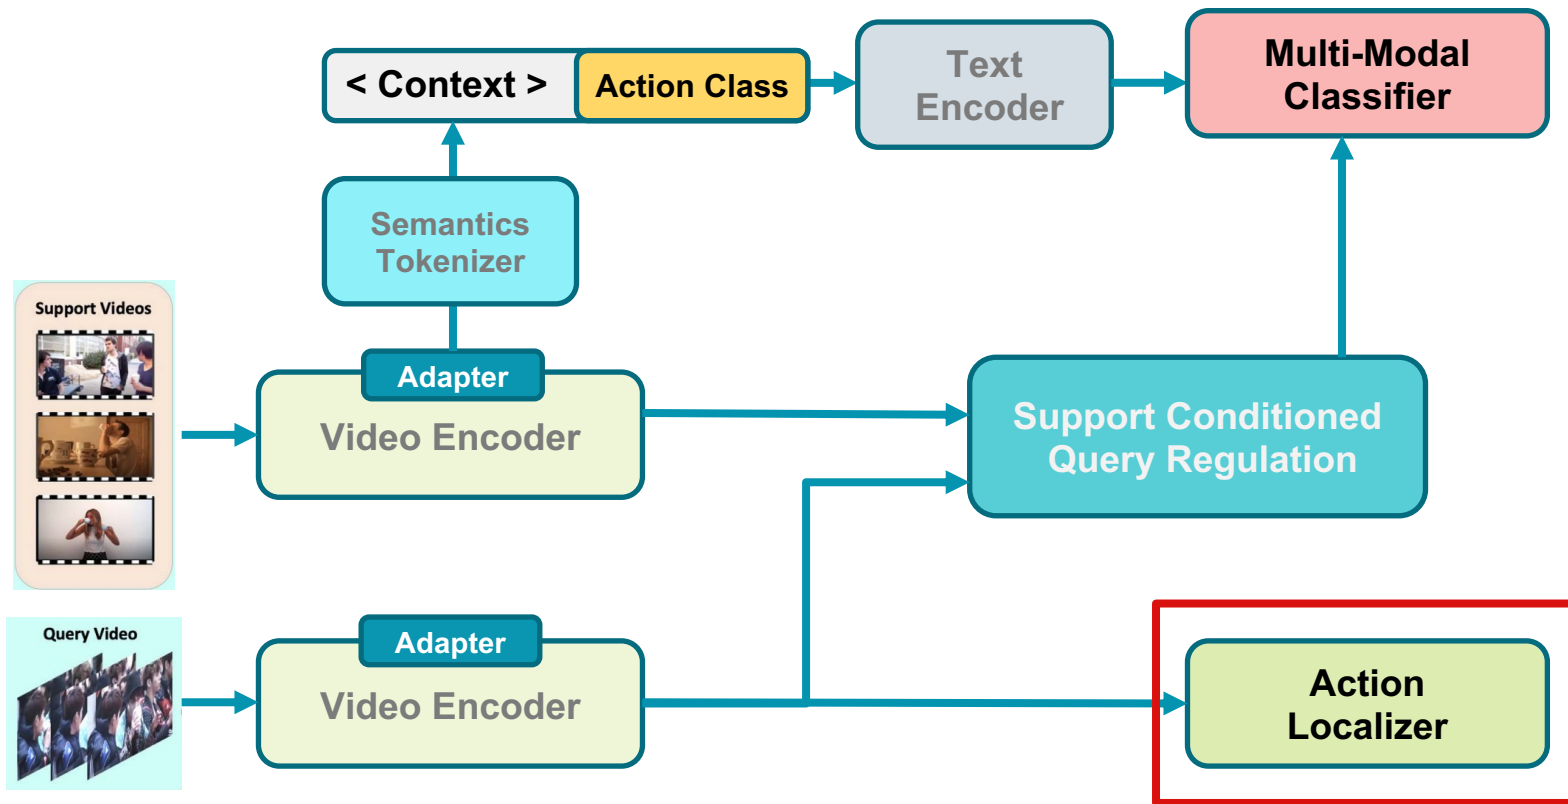 < Context >
Action Class
Text
Encoder
Multi-Modal
Classifier
Semantics
Tokenizer
Support Videos
Adapter
Video Encoder
Support Conditioned
Query Regulation
Query Video
Adapter
Video Encoder
Action
Localizer